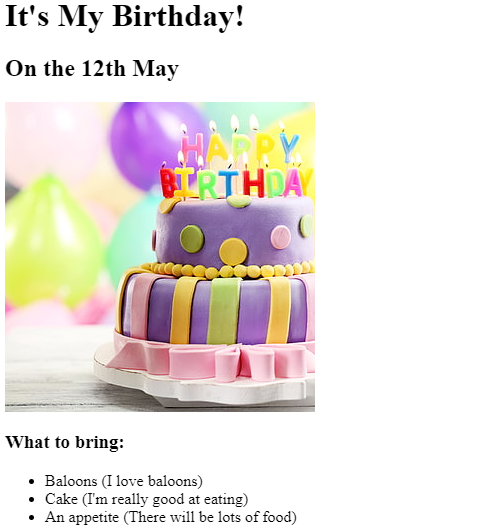 It's My Birthday!
On the 12th May
HAPPY
BIRTHDAY
What to bring:
Baloons (I love baloons)
Cake (I'm really good at eating)
An appetite (There will be lots of food)